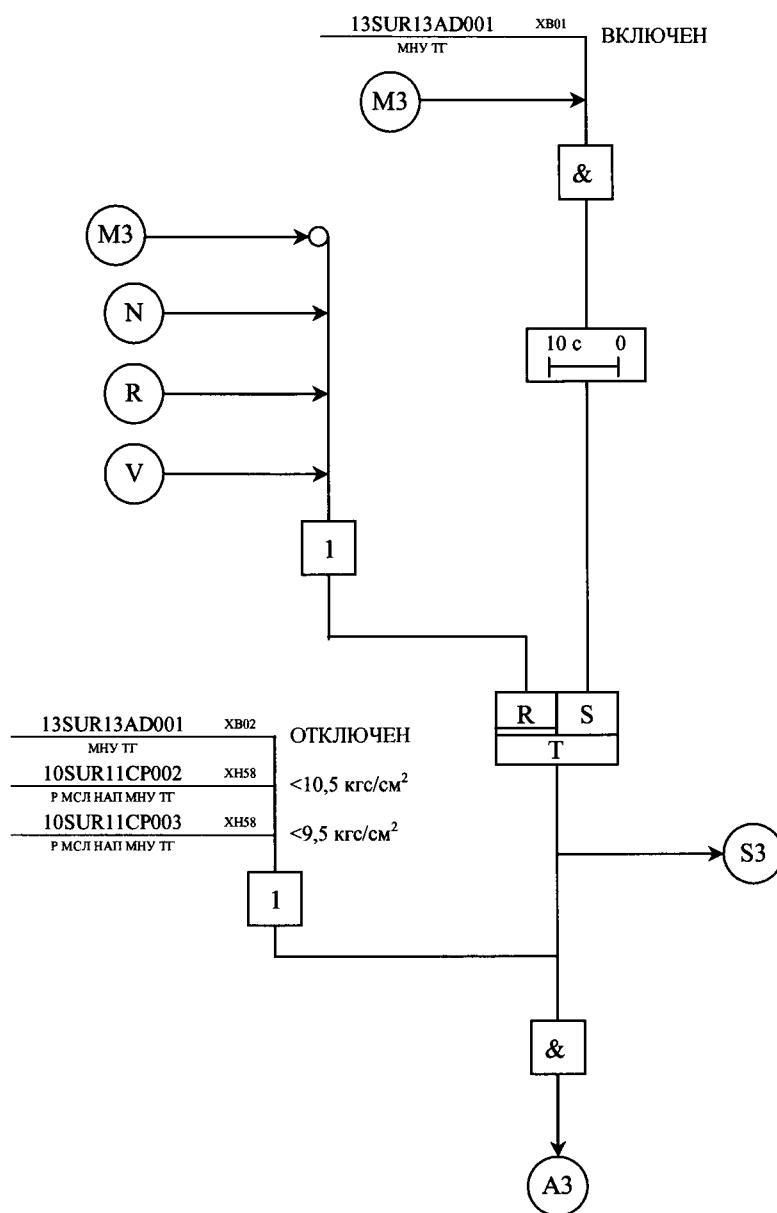 13SUR13AD001 XB01 ВКЛЮЧЕН
МНУ ТГ
M3
&
M3
N
10 с 0
R
V
1
R S
T
13SUR13AD001 XB02 ОТКЛЮЧЕН
МНУ ТГ
10SUR11CP002 XH58 <10,5 кгс/см²
Р МСЛ НАП МНУ ТГ
10SUR11CP003 XH58 <9,5 кгс/см²
Р МСЛ НАП МНУ ТГ
S3
1
&
A3